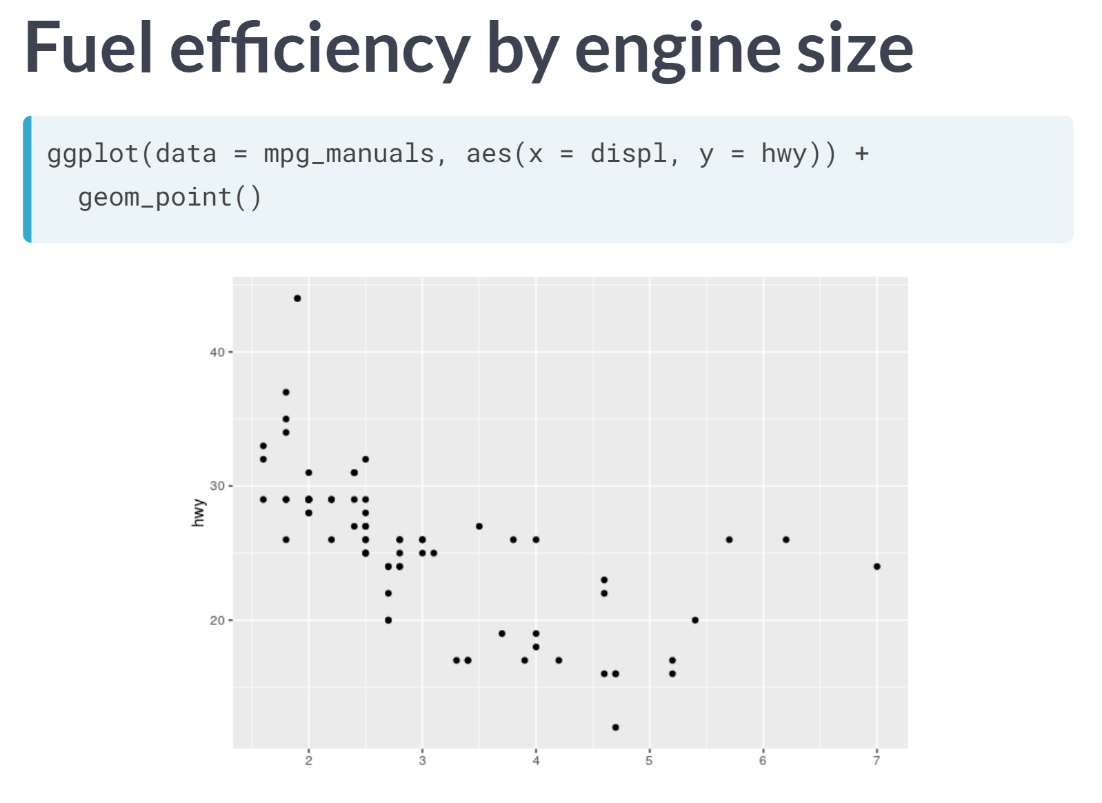 Fuel efficiency by engine size
ggplot(data = mpg_manuals, aes(x = displ, y = hwy)) +
  geom_point()
40
30
20
hwy
2 3 4 5 6 7